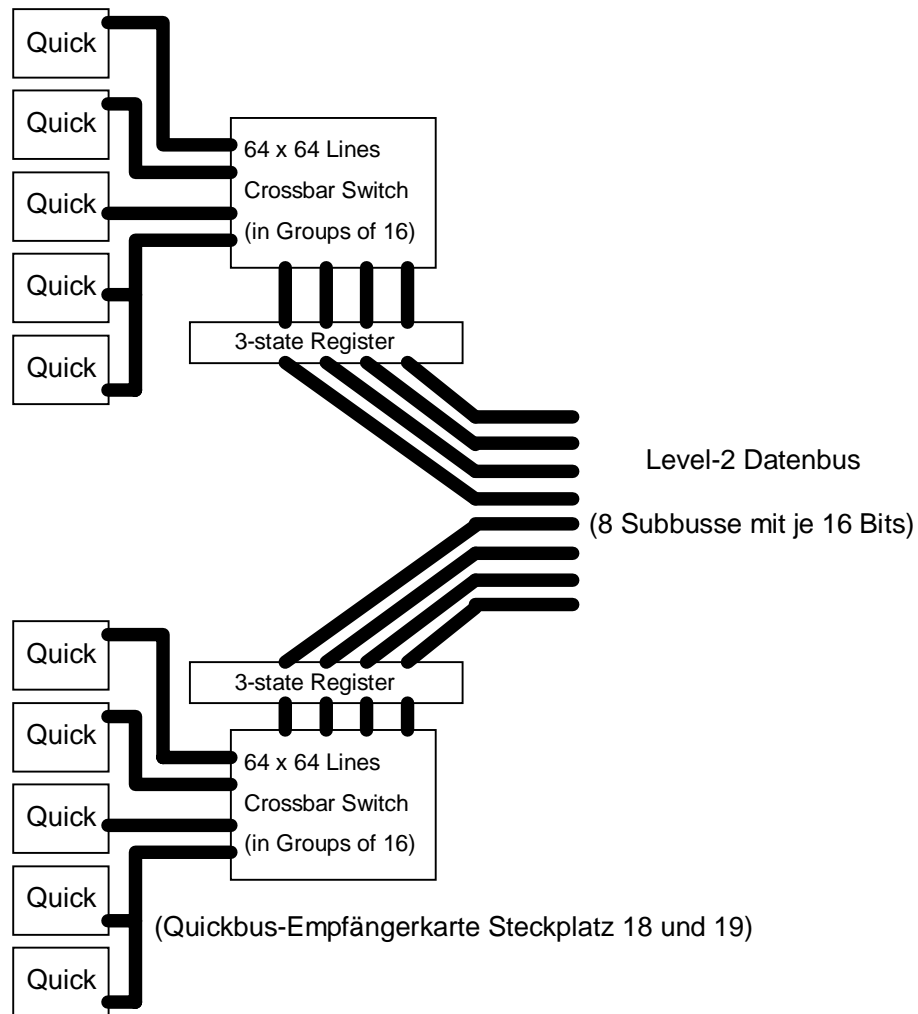 Quick
Quick
Quick
Quick
Quick
64 x 64 Lines
Crossbar Switch
(in Groups of 16)
3-state Register
Level-2 Datenbus
(8 Subbusse mit je 16 Bits)
Quick
Quick
Quick
Quick
Quick
3-state Register
64 x 64 Lines
Crossbar Switch
(in Groups of 16)
(Quickbus-Empfängerkarte Steckplatz 18 und 19)